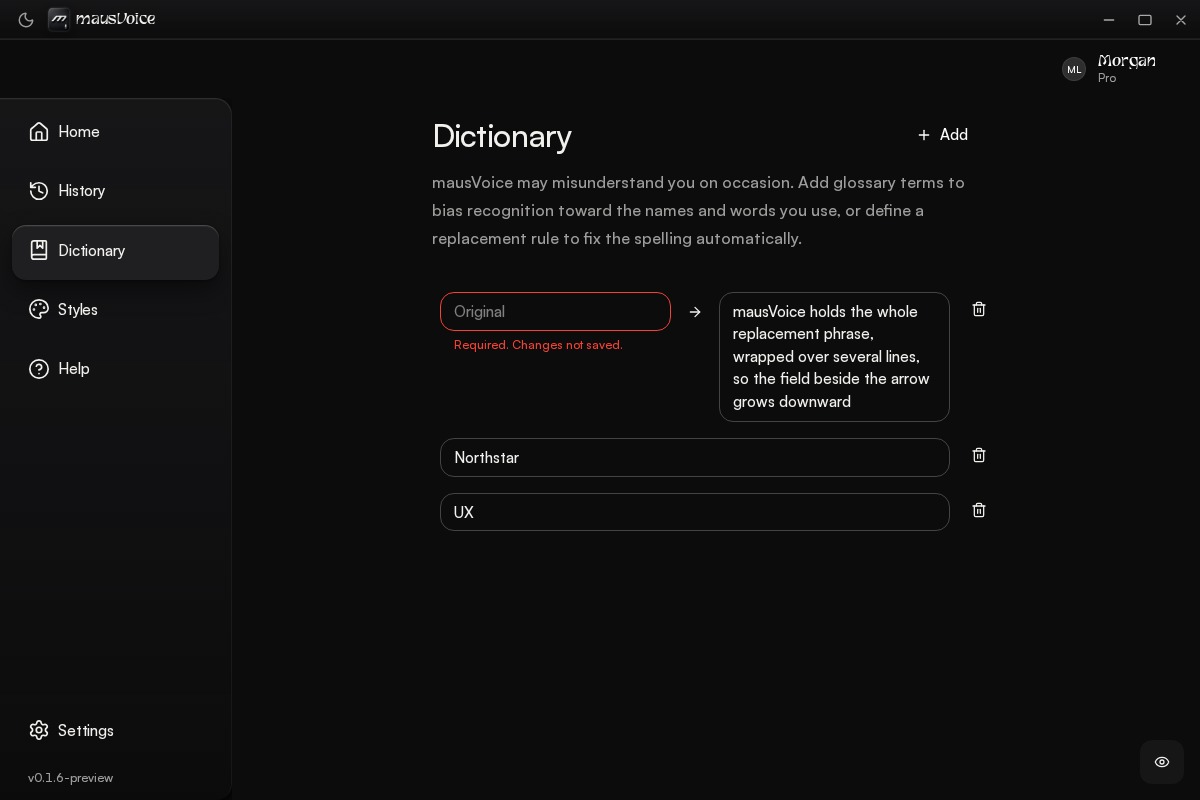 mausVoice
ML
Morgan
Pro
Home
History
Dictionary
Styles
Help
Settings
v0.1.6-preview
Dictionary
Add
mausVoice may misunderstand you on occasion. Add glossary terms to
bias recognition toward the names and words you use, or define a
replacement rule to fix the spelling automatically.
Original
Required. Changes not saved.
mausVoice holds the whole
replacement phrase,
wrapped over several lines,
so the field beside the arrow
grows downward
Northstar
UX